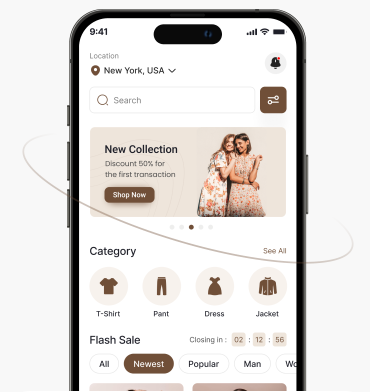 9:41
Location
New York, USA
Search
New Collection
Discount 50% for
the first transaction
Shop Now
Category
See All
T-Shirt
Pant
Dress
Jacket
Flash Sale
Closing in : 02 : 12 : 56
All
Newest
Popular
Man
Wo